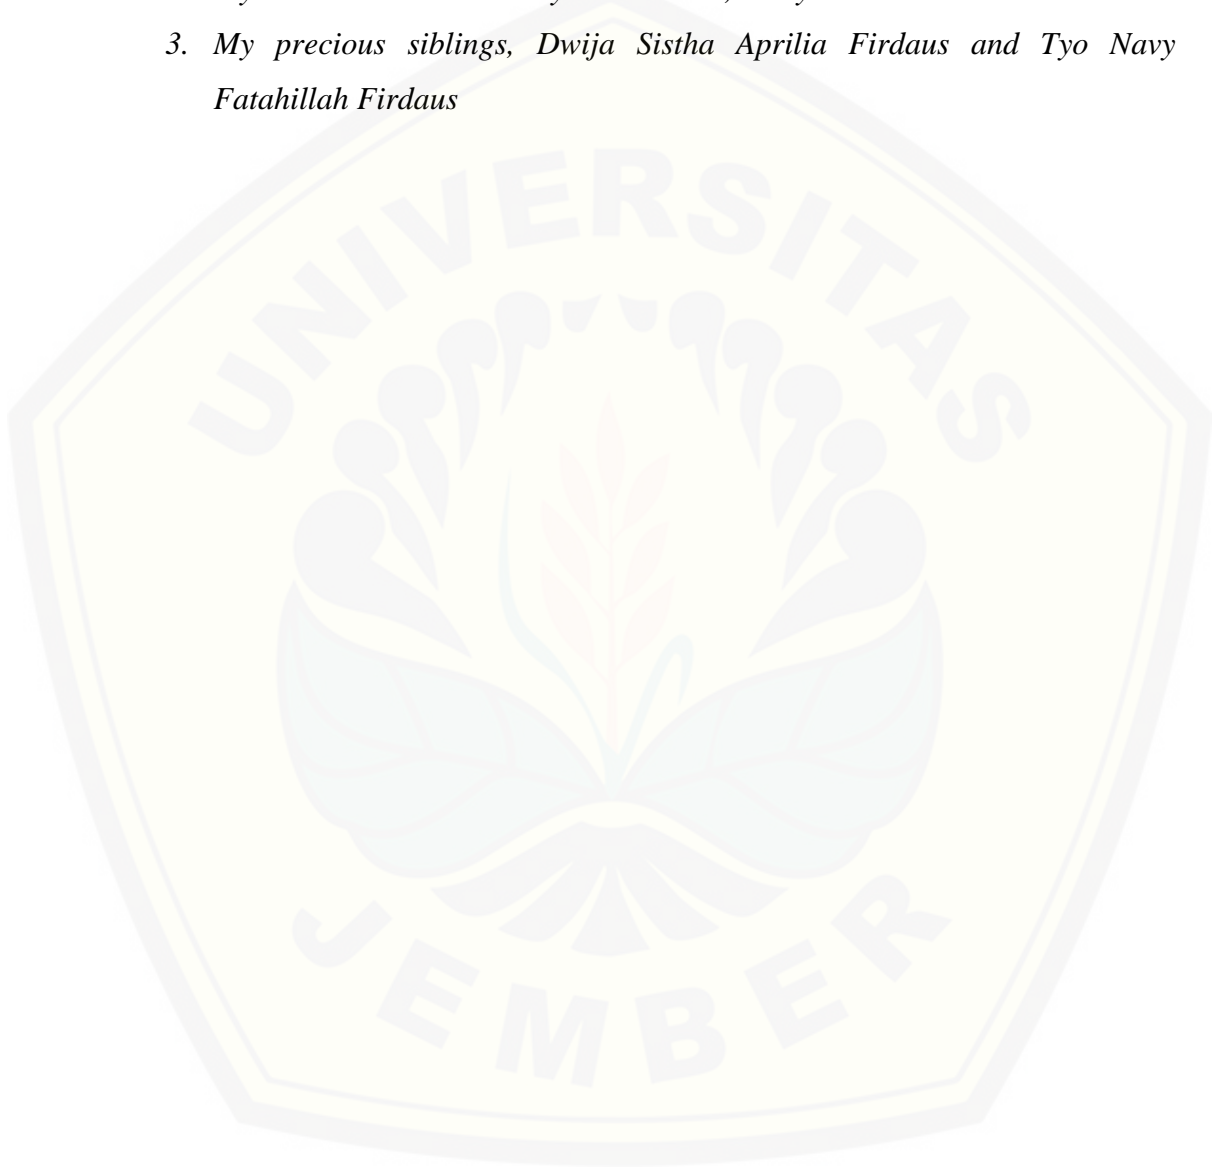 3. My precious siblings, Dwija Sistha Aprilia Firdaus and Tyo Navy
Fatahillah Firdaus
UNIVERSITAS
JEMBER